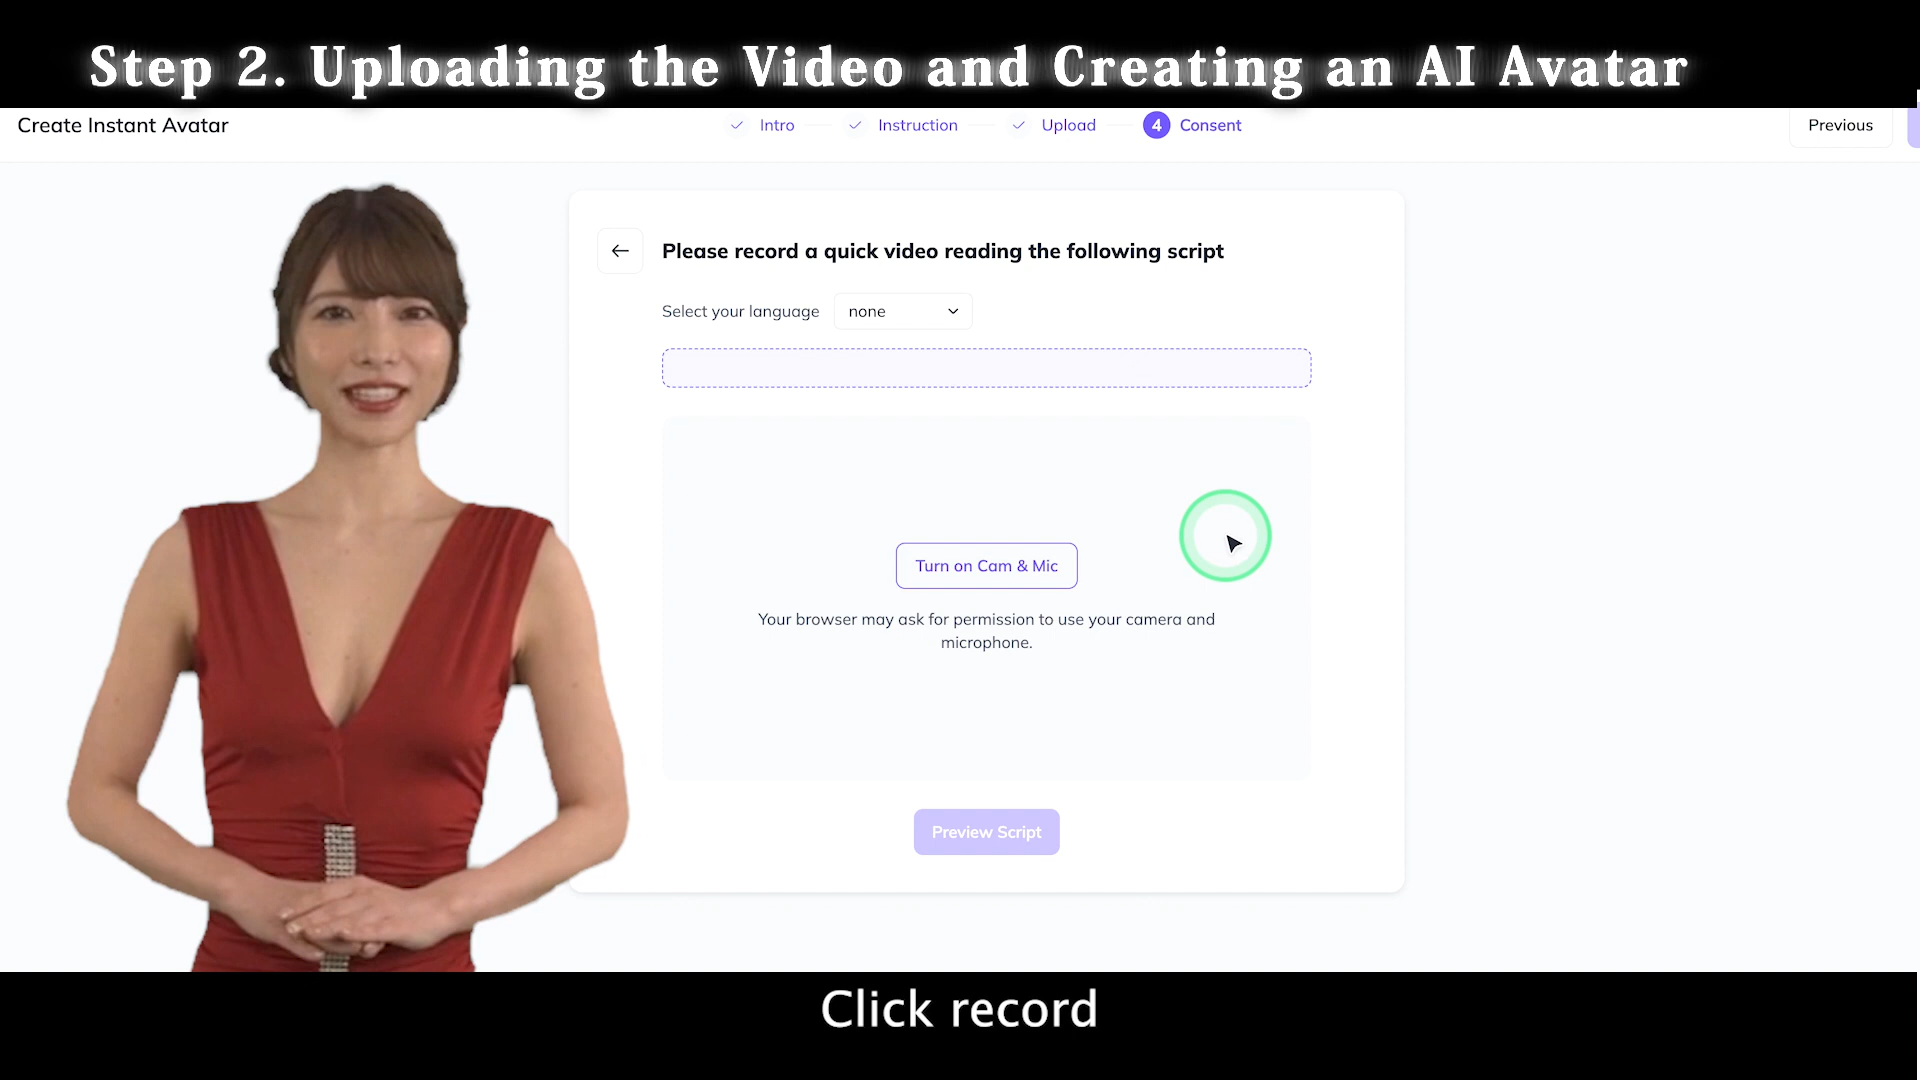 Step 2. Uploading the Video and Creating an AI Avatar
Create Instant Avatar
Intro
Instruction
Upload
4 Consent
Previous
Please record a quick video reading the following script
Select your language
none
Turn on Cam & Mic
Your browser may ask for permission to use your camera and
microphone.
Preview Script
Click record